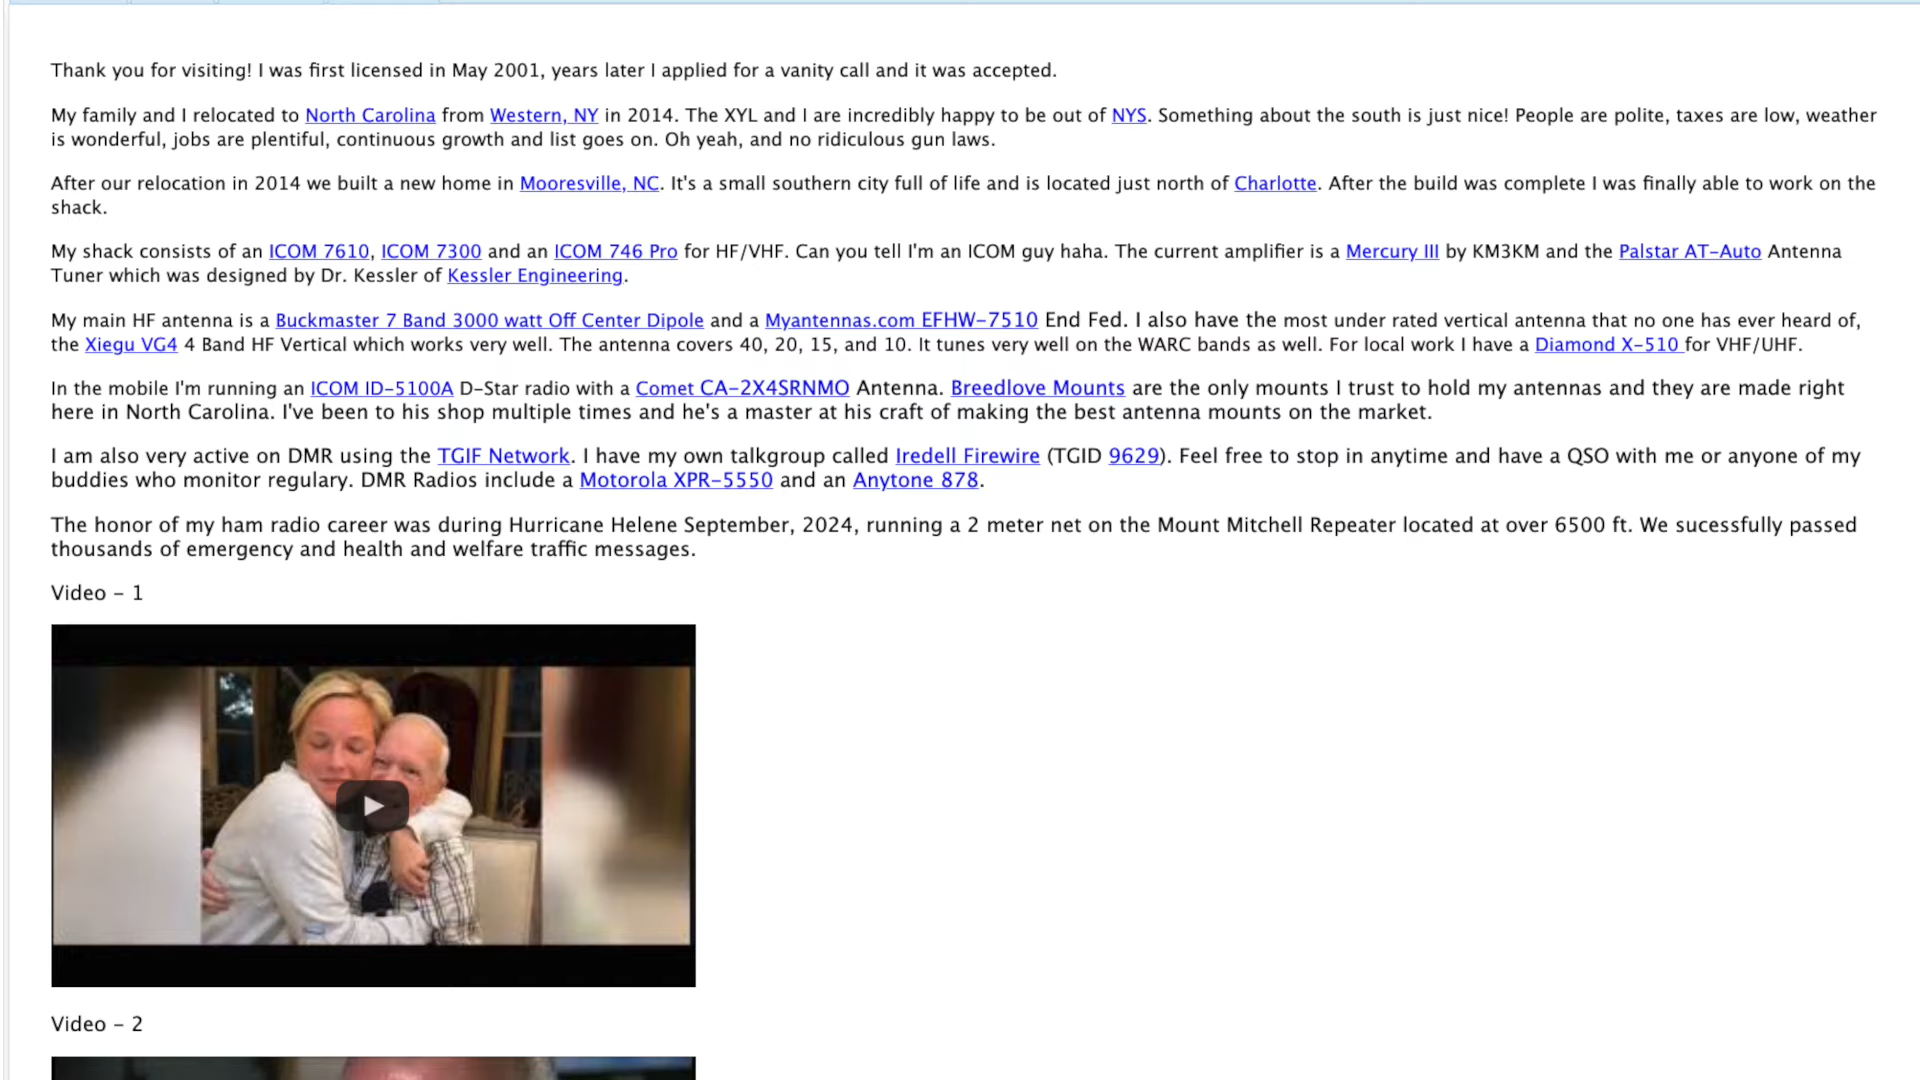 Thank you for visiting! I was first licensed in May 2001, years later I applied for a vanity call and it was accepted.
My family and I relocated to North Carolina from Western, NY in 2014. The XYL and I are incredibly happy to be out of NYS. Something about the south is just nice! People are polite, taxes are low, weather
is wonderful, jobs are plentiful, continuous growth and list goes on. Oh yeah, and no ridiculous gun laws.
After our relocation in 2014 we built a new home in Mooresville, NC. It's a small southern city full of life and is located just north of Charlotte. After the build was complete I was finally able to work on the
shack.
My shack consists of an ICOM 7610, ICOM 7300 and an ICOM 746 Pro for HF/VHF. Can you tell I'm an ICOM guy haha. The current amplifier is a Mercury III by KM3KM and the Palstar AT-Auto Antenna
Tuner which was designed by Dr. Kessler of Kessler Engineering.
My main HF antenna is a Buckmaster 7 Band 3000 watt Off Center Dipole and a Myantennas.com EFHW-7510 End Fed. I also have the most under rated vertical antenna that no one has ever heard of,
the Xiegu VG4 4 Band HF Vertical which works very well. The antenna covers 40, 20, 15, and 10. It tunes very well on the WARC bands as well. For local work I have a Diamond X-510 for VHF/UHF.
In the mobile I'm running an ICOM ID-5100A D-Star radio with a Comet CA-2X4SRNMO Antenna. Breedlove Mounts are the only mounts I trust to hold my antennas and they are made right
here in North Carolina. I've been to his shop multiple times and he's a master at his craft of making the best antenna mounts on the market.
I am also very active on DMR using the TGIF Network. I have my own talkgroup called Iredell Firewire (TGID 9629). Feel free to stop in anytime and have a QSO with me or anyone of my
buddies who monitor regulary. DMR Radios include a Motorola XPR-5550 and an Anytone 878.
The honor of my ham radio career was during Hurricane Helene September, 2024, running a 2 meter net on the Mount Mitchell Repeater located at over 6500 ft. We sucessfully passed
thousands of emergency and health and welfare traffic messages.
Video - 1
Video - 2